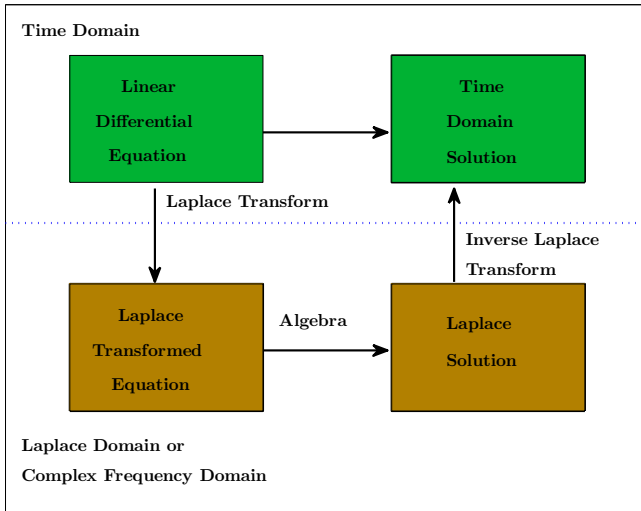 Time Domain
Linear
Differential
Equation
Time
Domain
Solution
Laplace Transform
Inverse Laplace
Transform
Laplace
Transformed
Equation
Algebra
Laplace
Solution
Laplace Domain or
Complex Frequency Domain